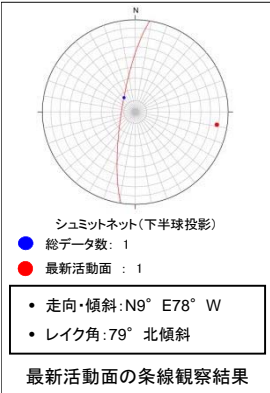 N
シュミットネット(下半球投影)
総データ数: 1
最新活動面 : 1
• 走向・傾斜:N9° E78° W
• レイク角:79° 北傾斜
最新活動面の条線観察結果